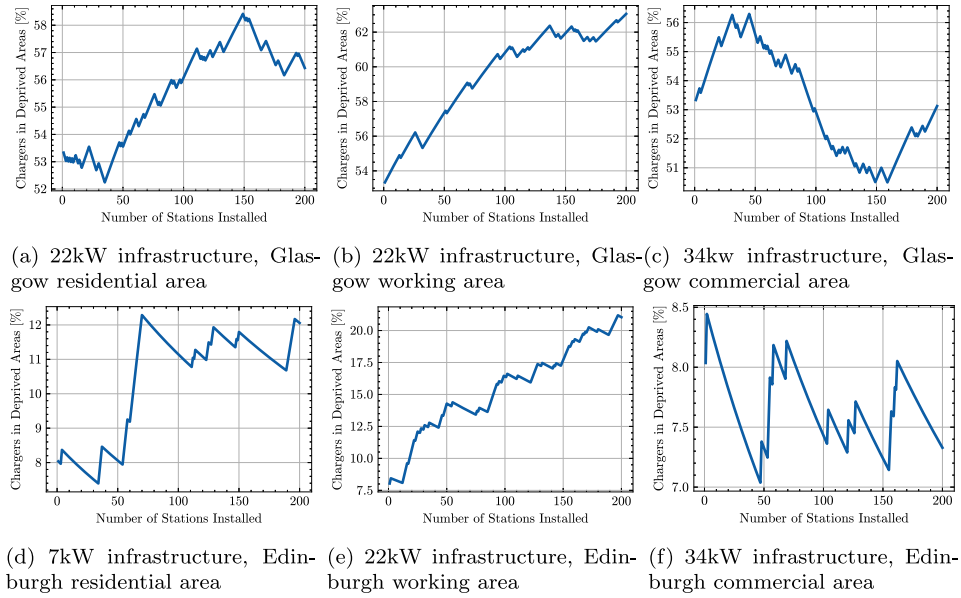 Chargers in Deprived Areas [%]
58
57
56
55
54
53
52
0 50 100 150 200
Number of Stations Installed
(a) 22kW infrastructure, Glas-
gow residential area
Chargers in Deprived Areas [%]
62
60
58
56
54
0 50 100 150 200
Number of Stations Installed
(b) 22kW infrastructure, Glas-
gow working area
Chargers in Deprived Areas [%]
56
55
54
53
52
51
0 50 100 150 200
Number of Stations Installed
(c) 34kw infrastructure, Glas-
gow commercial area
Chargers in Deprived Areas [%]
12
11
10
9
8
0 50 100 150 200
Number of Stations Installed
(d) 7kW infrastructure, Edin-
burgh residential area
Chargers in Deprived Areas [%]
20.0
17.5
15.0
12.5
10.0
7.5
0 50 100 150 200
Number of Stations Installed
(e) 22kW infrastructure, Edin-
burgh working area
Chargers in Deprived Areas [%]
8.5
8.0
7.5
7.0
0 50 100 150 200
Number of Stations Installed
(f) 34kW infrastructure, Edin-
burgh commercial area